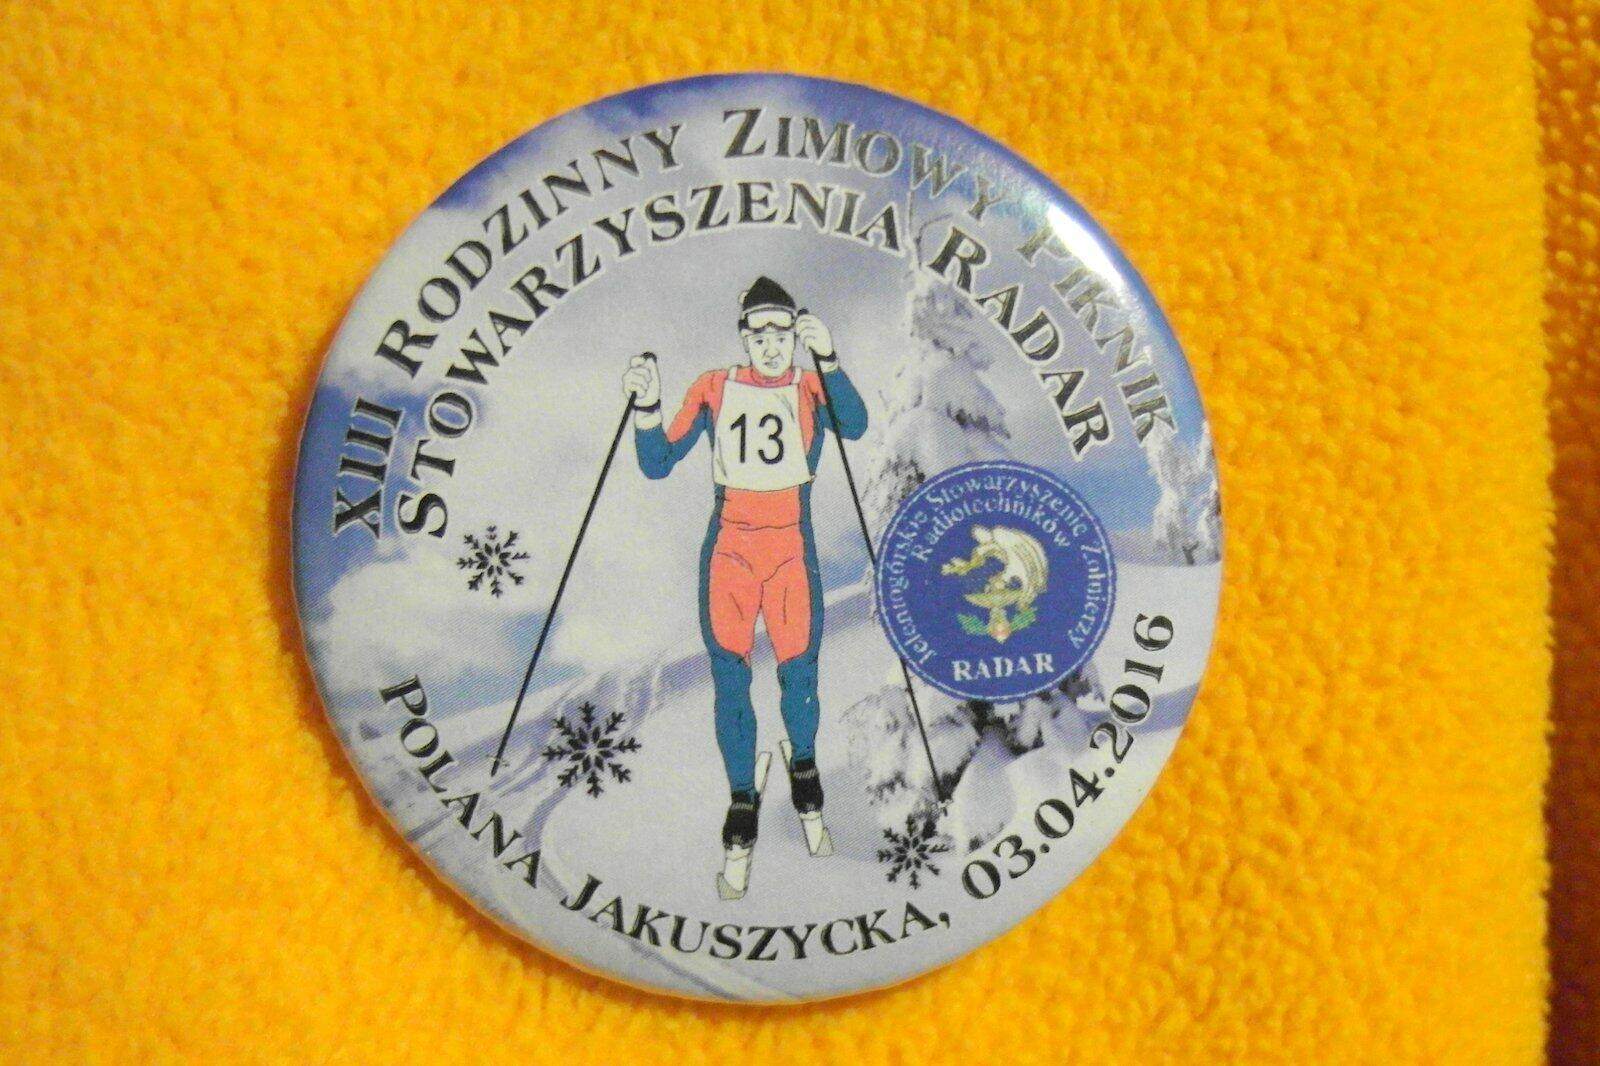 XIII RODZINNY ZIMOWY PIKNIK
STOWARZYSZENIA RADAR
13
Jeleniogórskie Stowarzyszenie Żołnierzy
Radiotechników
RADAR
POLANA JAKUSZYCKA, 03.04.2016